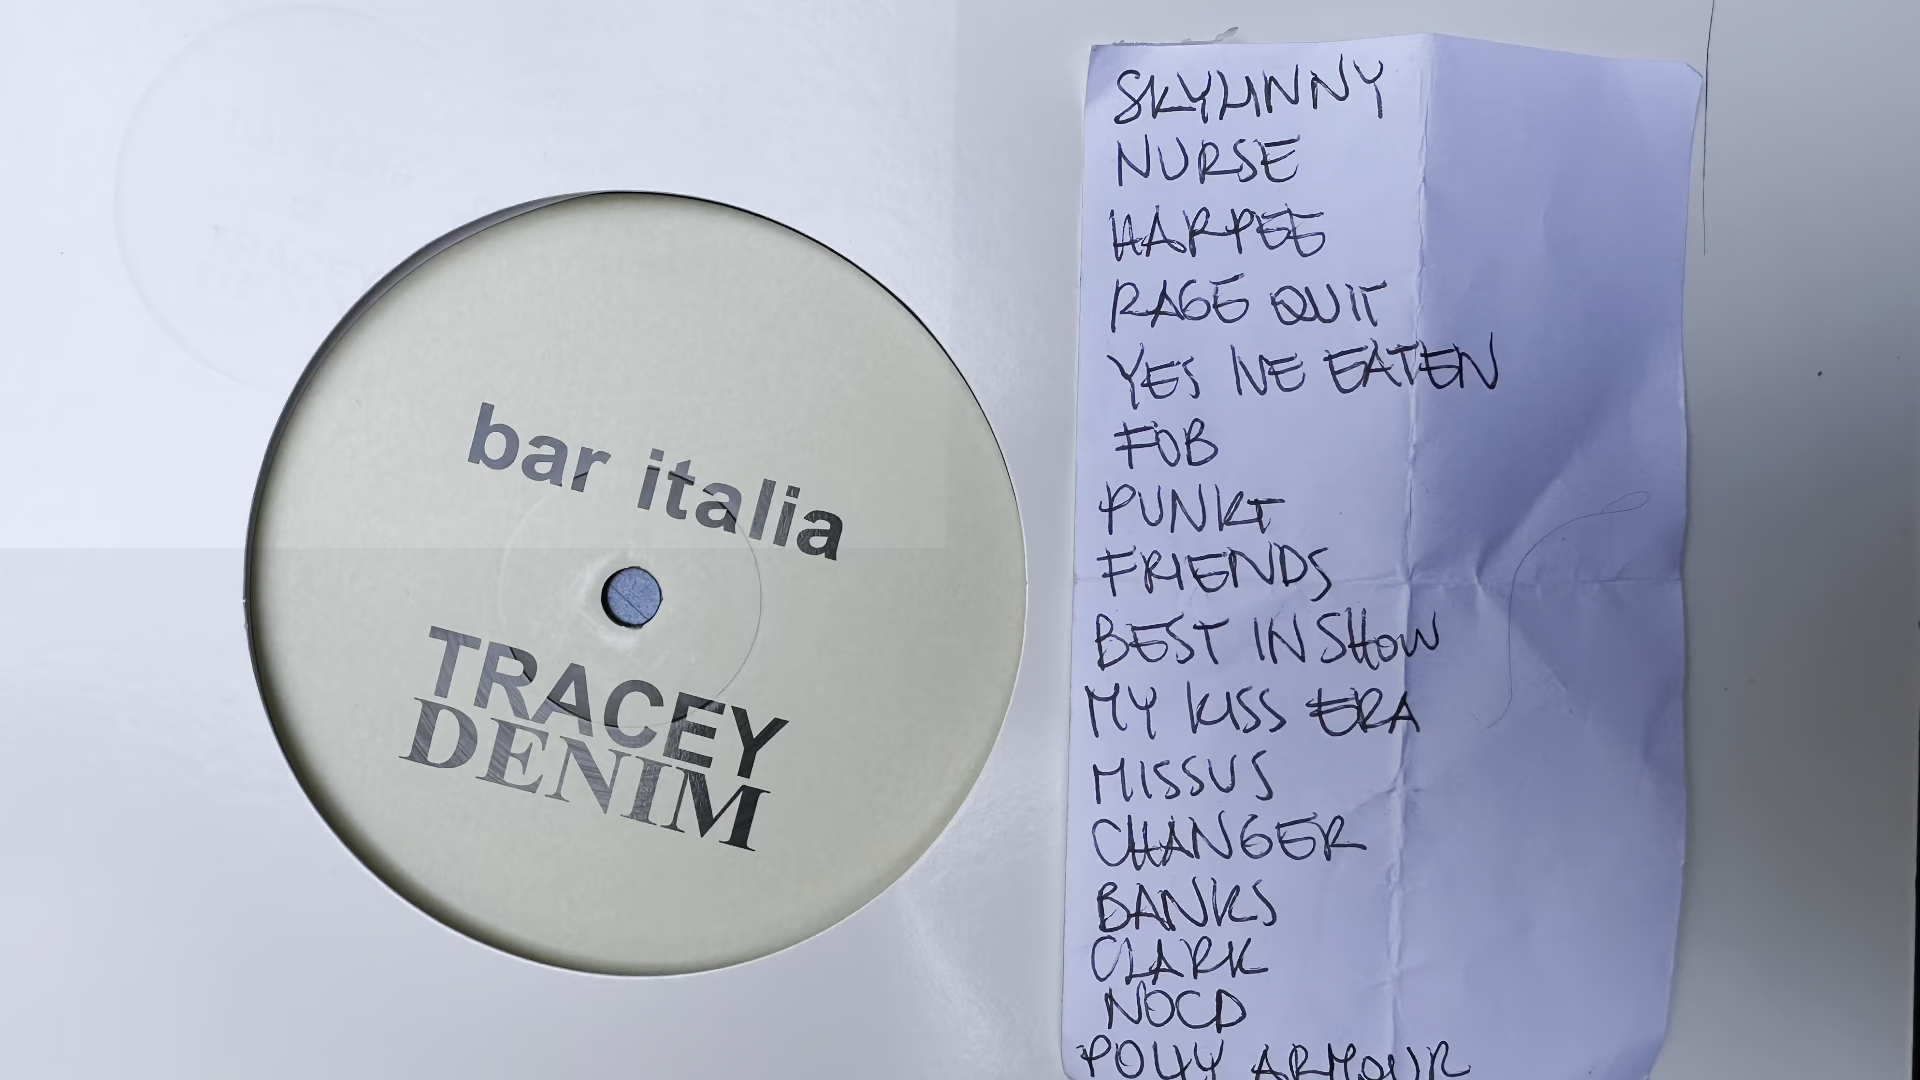 bar italia
TRACEY
DENIM
SKYLINNY
NURSE
HARPEE
RAGE QUIT
YES IVE EATEN
FOB
PUNKT
FRIENDS
BEST IN SHOW
MY KISS ERA
MISSUS
CHANGER
BANKS
CLARK
NOCD
POLLY ARMOUR